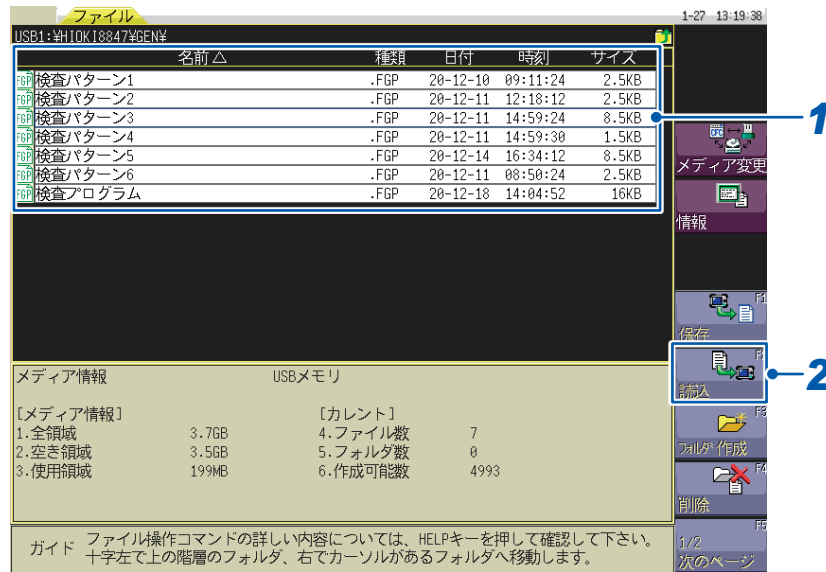 ファイル
1-27 13:19:38
USB1:¥HIOKI8847¥GEN¥
名前△ 種類 日付 時刻 サイズ
FGP 検査パターン1 .FGP 20-12-10 09:11:24 2.5KB
FGP 検査パターン2 .FGP 20-12-11 12:18:12 2.5KB
FGP 検査パターン3 .FGP 20-12-11 14:59:24 8.5KB
FGP 検査パターン4 .FGP 20-12-11 14:59:30 1.5KB
FGP 検査パターン5 .FGP 20-12-14 16:34:12 8.5KB
FGP 検査パターン6 .FGP 20-12-11 08:50:24 2.5KB
FGP 検査プログラム .FGP 20-12-18 14:04:52 16KB
1
メディア変更
情報
F1
保存
2
読込
F3
フォルダ作成
F4
削除
F5
1/2
次のページ
メディア情報 USBメモリ
[メディア情報] [カレント]
1.全領域 3.7GB 4.ファイル数 7
2.空き領域 3.5GB 5.フォルダ数 0
3.使用領域 199MB 6.作成可能数 4993
ガイド ファイル操作コマンドの詳しい内容については、HELPキーを押して確認して下さい。
十字左で上の階層のフォルダ、右でカーソルがあるフォルダへ移動します。